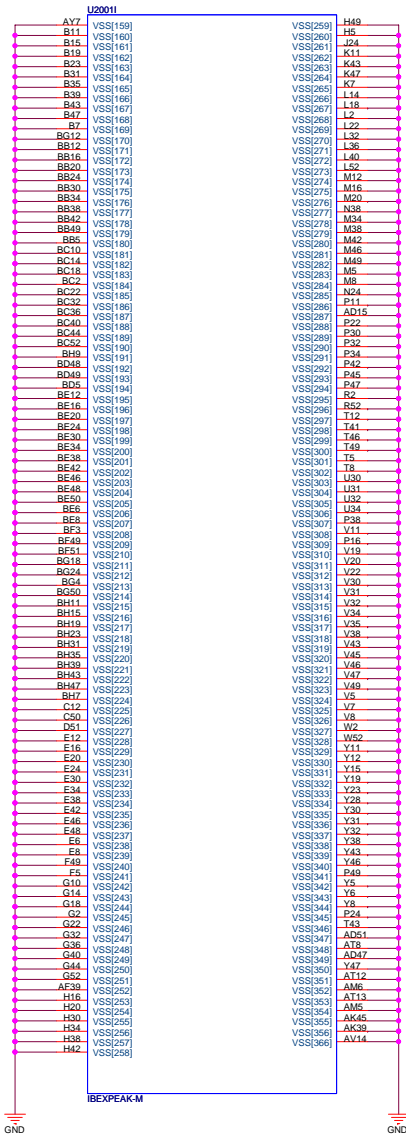 U2001I
AY7 VSS[159] VSS[259] H49
B11 VSS[160] VSS[260] H5
B15 VSS[161] VSS[261] J24
B19 VSS[162] VSS[262] K11
B23 VSS[163] VSS[263] K43
B31 VSS[164] VSS[264] K47
B35 VSS[165] VSS[265] K7
B39 VSS[166] VSS[266] L14
B43 VSS[167] VSS[267] L18
B47 VSS[168] VSS[268] L2
B7 VSS[169] VSS[269] L22
BG12 VSS[170] VSS[270] L32
BB12 VSS[171] VSS[271] L36
BB16 VSS[172] VSS[272] L40
BB20 VSS[173] VSS[273] L52
BB24 VSS[174] VSS[274] M12
BB30 VSS[175] VSS[275] M16
BB34 VSS[176] VSS[276] M20
BB38 VSS[177] VSS[277] N38
BB42 VSS[178] VSS[278] M34
BB49 VSS[179] VSS[279] M38
BB5 VSS[180] VSS[280] M42
BC10 VSS[181] VSS[281] M46
BC14 VSS[182] VSS[282] M49
BC18 VSS[183] VSS[283] M5
BC2 VSS[184] VSS[284] M8
BC22 VSS[185] VSS[285] N24
BC32 VSS[186] VSS[286] P11
BC36 VSS[187] VSS[287] AD15
BC40 VSS[188] VSS[288] P22
BC44 VSS[189] VSS[289] P30
BC52 VSS[190] VSS[290] P32
BH9 VSS[191] VSS[291] P34
BD48 VSS[192] VSS[292] P42
BD49 VSS[193] VSS[293] P45
BD5 VSS[194] VSS[294] P47
BE12 VSS[195] VSS[295] R2
BE16 VSS[196] VSS[296] R52
BE20 VSS[197] VSS[297] T12
BE24 VSS[198] VSS[298] T41
BE30 VSS[199] VSS[299] T46
BE34 VSS[200] VSS[300] T49
BE38 VSS[201] VSS[301] T5
BE42 VSS[202] VSS[302] T8
BE46 VSS[203] VSS[303] U30
BE48 VSS[204] VSS[304] U31
BE50 VSS[205] VSS[305] U32
BE6 VSS[206] VSS[306] U34
BE8 VSS[207] VSS[307] P38
BF3 VSS[208] VSS[308] V11
BF49 VSS[209] VSS[309] P16
BF51 VSS[210] VSS[310] V19
BG18 VSS[211] VSS[311] V20
BG24 VSS[212] VSS[312] V22
BG4 VSS[213] VSS[313] V30
BG50 VSS[214] VSS[314] V31
BH11 VSS[215] VSS[315] V32
BH15 VSS[216] VSS[316] V34
BH19 VSS[217] VSS[317] V35
BH23 VSS[218] VSS[318] V38
BH31 VSS[219] VSS[319] V43
BH35 VSS[220] VSS[320] V45
BH39 VSS[221] VSS[321] V46
BH43 VSS[222] VSS[322] V47
BH47 VSS[223] VSS[323] V49
BH7 VSS[224] VSS[324] V5
C12 VSS[225] VSS[325] V7
C50 VSS[226] VSS[326] V8
D51 VSS[227] VSS[327] W2
E12 VSS[228] VSS[328] W52
E16 VSS[229] VSS[329] Y11
E20 VSS[230] VSS[330] Y12
E24 VSS[231] VSS[331] Y15
E30 VSS[232] VSS[332] Y19
E34 VSS[233] VSS[333] Y23
E38 VSS[234] VSS[334] Y28
E42 VSS[235] VSS[335] Y30
E46 VSS[236] VSS[336] Y31
E48 VSS[237] VSS[337] Y32
E6 VSS[238] VSS[338] Y38
E8 VSS[239] VSS[339] Y43
F49 VSS[240] VSS[340] Y46
F5 VSS[241] VSS[341] P49
G10 VSS[242] VSS[342] Y5
G14 VSS[243] VSS[343] Y6
G18 VSS[244] VSS[344] Y8
G2 VSS[245] VSS[345] P24
G22 VSS[246] VSS[346] T43
G32 VSS[247] VSS[347] AD51
G36 VSS[248] VSS[348] AT8
G40 VSS[249] VSS[349] AD47
G44 VSS[250] VSS[350] Y47
G52 VSS[251] VSS[351] AT12
AF39 VSS[252] VSS[352] AM6
H16 VSS[253] VSS[353] AT13
H20 VSS[254] VSS[354] AM5
H30 VSS[255] VSS[355] AK45
H34 VSS[256] VSS[356] AK39
H38 VSS[257] VSS[366] AV14
H42 VSS[258]
IBEXPEAK-M
GND GND